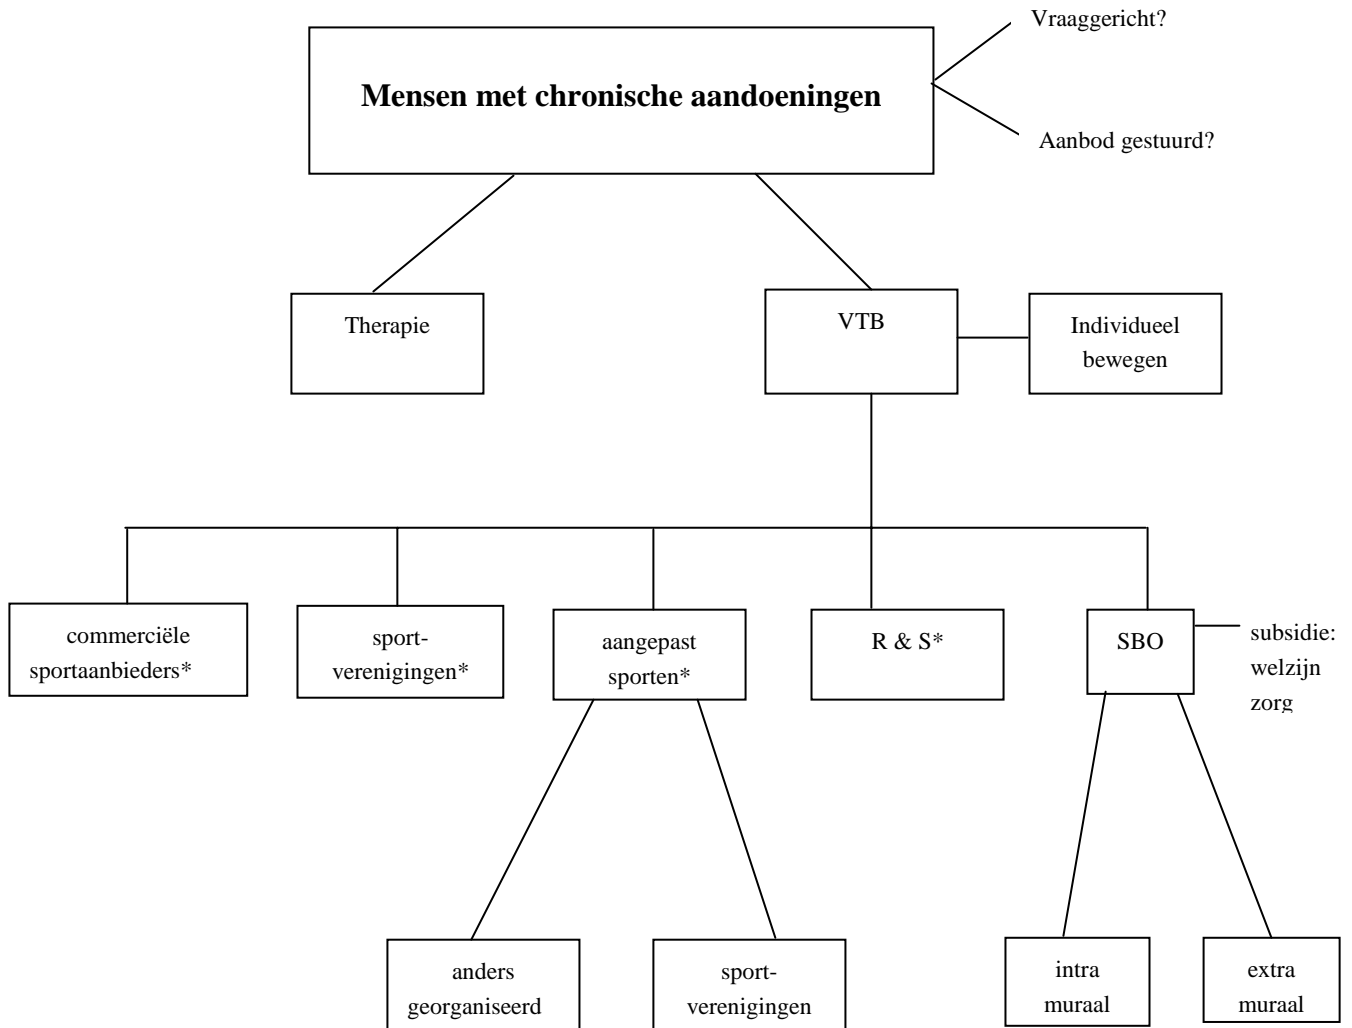 Vraaggericht?
Mensen met chronische aandoeningen
Aanbod gestuurd?
Therapie
VTB
Individueel
bewegen
commerciële
sportaanbieders*
sport-
verenigingen*
aangepast
sporten*
R & S*
SBO
subsidie:
welzijn
zorg
anders
georganiseerd
sport-
verenigingen
intra
muraal
extra
muraal